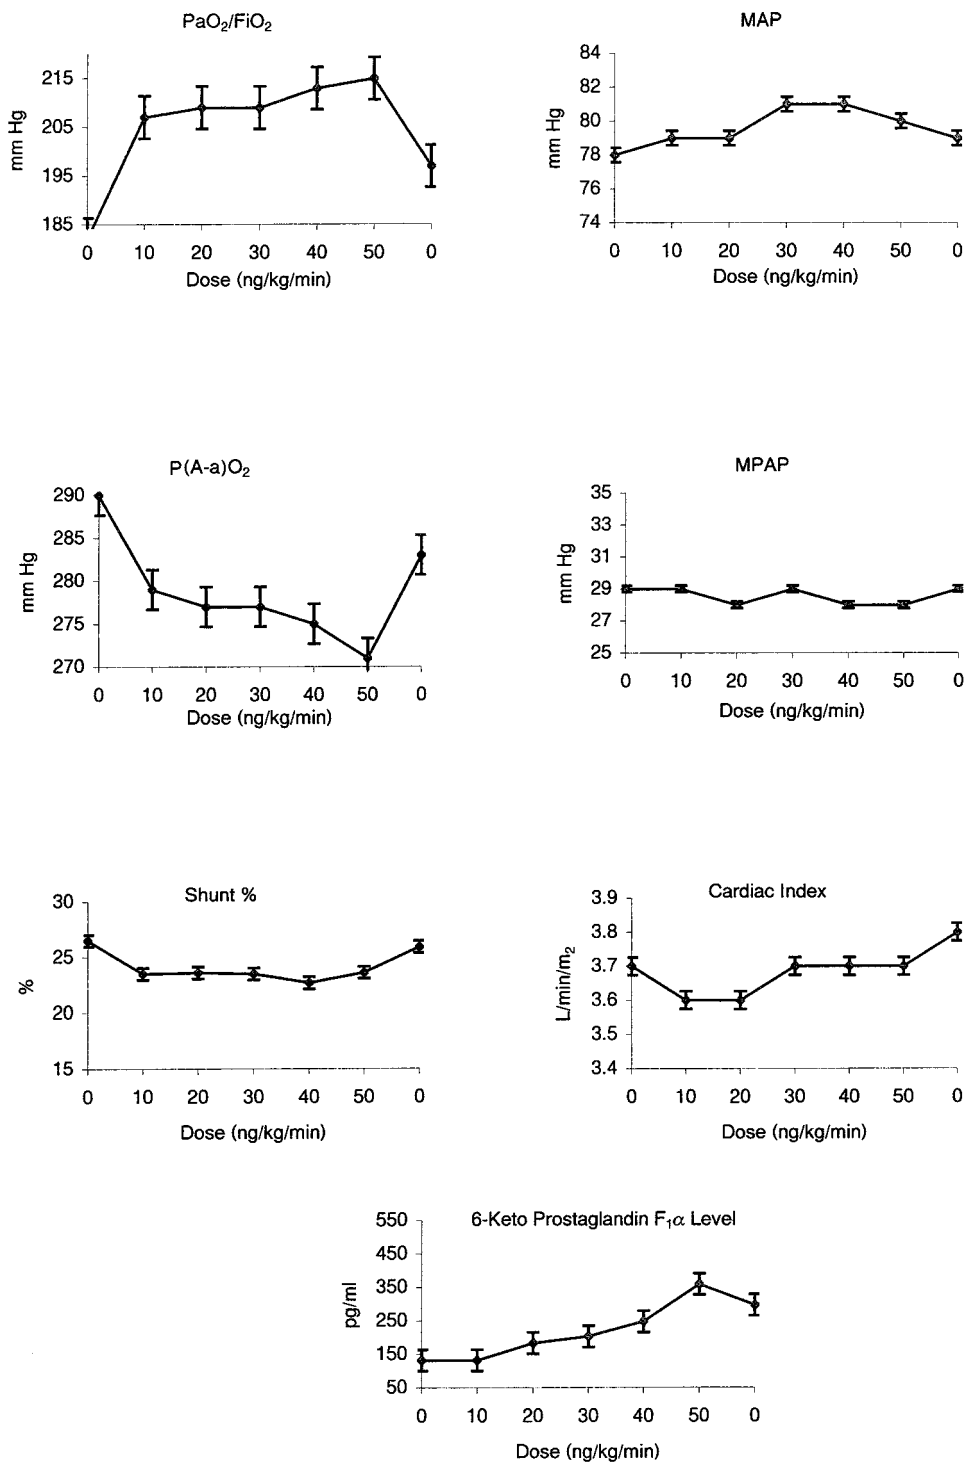 PaO₂/FiO₂
mm Hg
215
205
195
185
0 10 20 30 40 50 0
Dose (ng/kg/min)
MAP
mm Hg
84
82
80
78
76
74
0 10 20 30 40 50 0
Dose (ng/kg/min)
P(A-a)O₂
mm Hg
290
285
280
275
270
0 10 20 30 40 50 0
Dose (ng/kg/min)
MPAP
mm Hg
35
33
31
29
27
25
0 10 20 30 40 50 0
Dose (ng/kg/min)
Shunt %
%
30
25
20
15
0 10 20 30 40 50 0
Dose (ng/kg/min)
Cardiac Index
L/min/m₂
3.9
3.8
3.7
3.6
3.5
3.4
0 10 20 30 40 50 0
Dose (ng/kg/min)
6-Keto Prostaglandin F₁α Level
pg/ml
550
450
350
250
150
50
0 10 20 30 40 50 0
Dose (ng/kg/min)